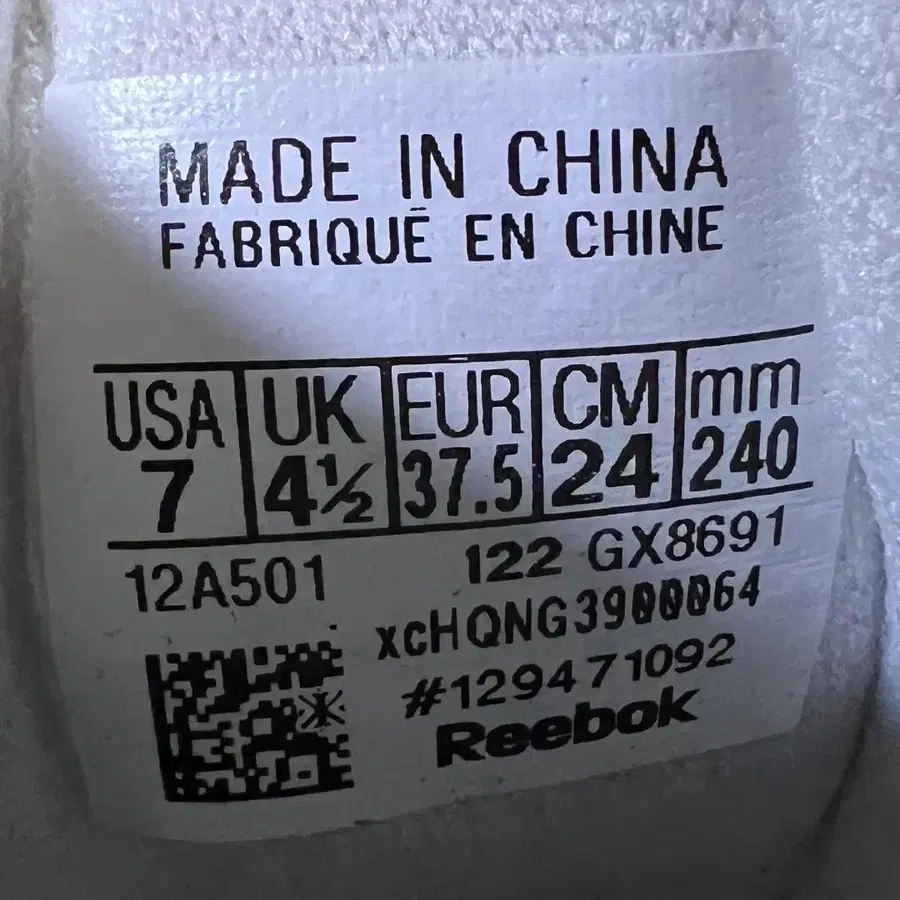 MADE IN CHINA
FABRIQUÉ EN CHINE
USA UK EUR CM mm
7 4½ 37.5 24 240
12A501 122 GX8691
xcHQNG3900064
#129471092
Reebok